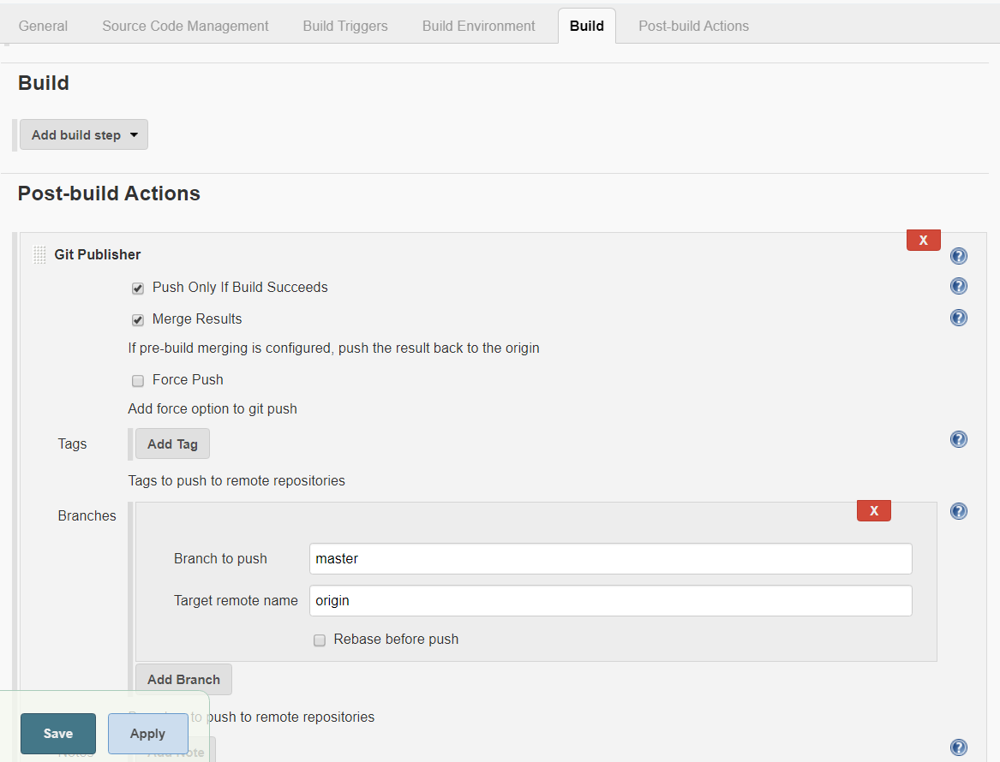 General Source Code Management Build Triggers Build Environment Build Post-build Actions
Build
Add build step
Post-build Actions
X
Git Publisher
Push Only If Build Succeeds
Merge Results
If pre-build merging is configured, push the result back to the origin
Force Push
Add force option to git push
Tags Add Tag
Tags to push to remote repositories
Branches X
Branch to push master
Target remote name origin
Rebase before push
Add Branch
Branches to push to remote repositories
Save Apply
Notes Add Note